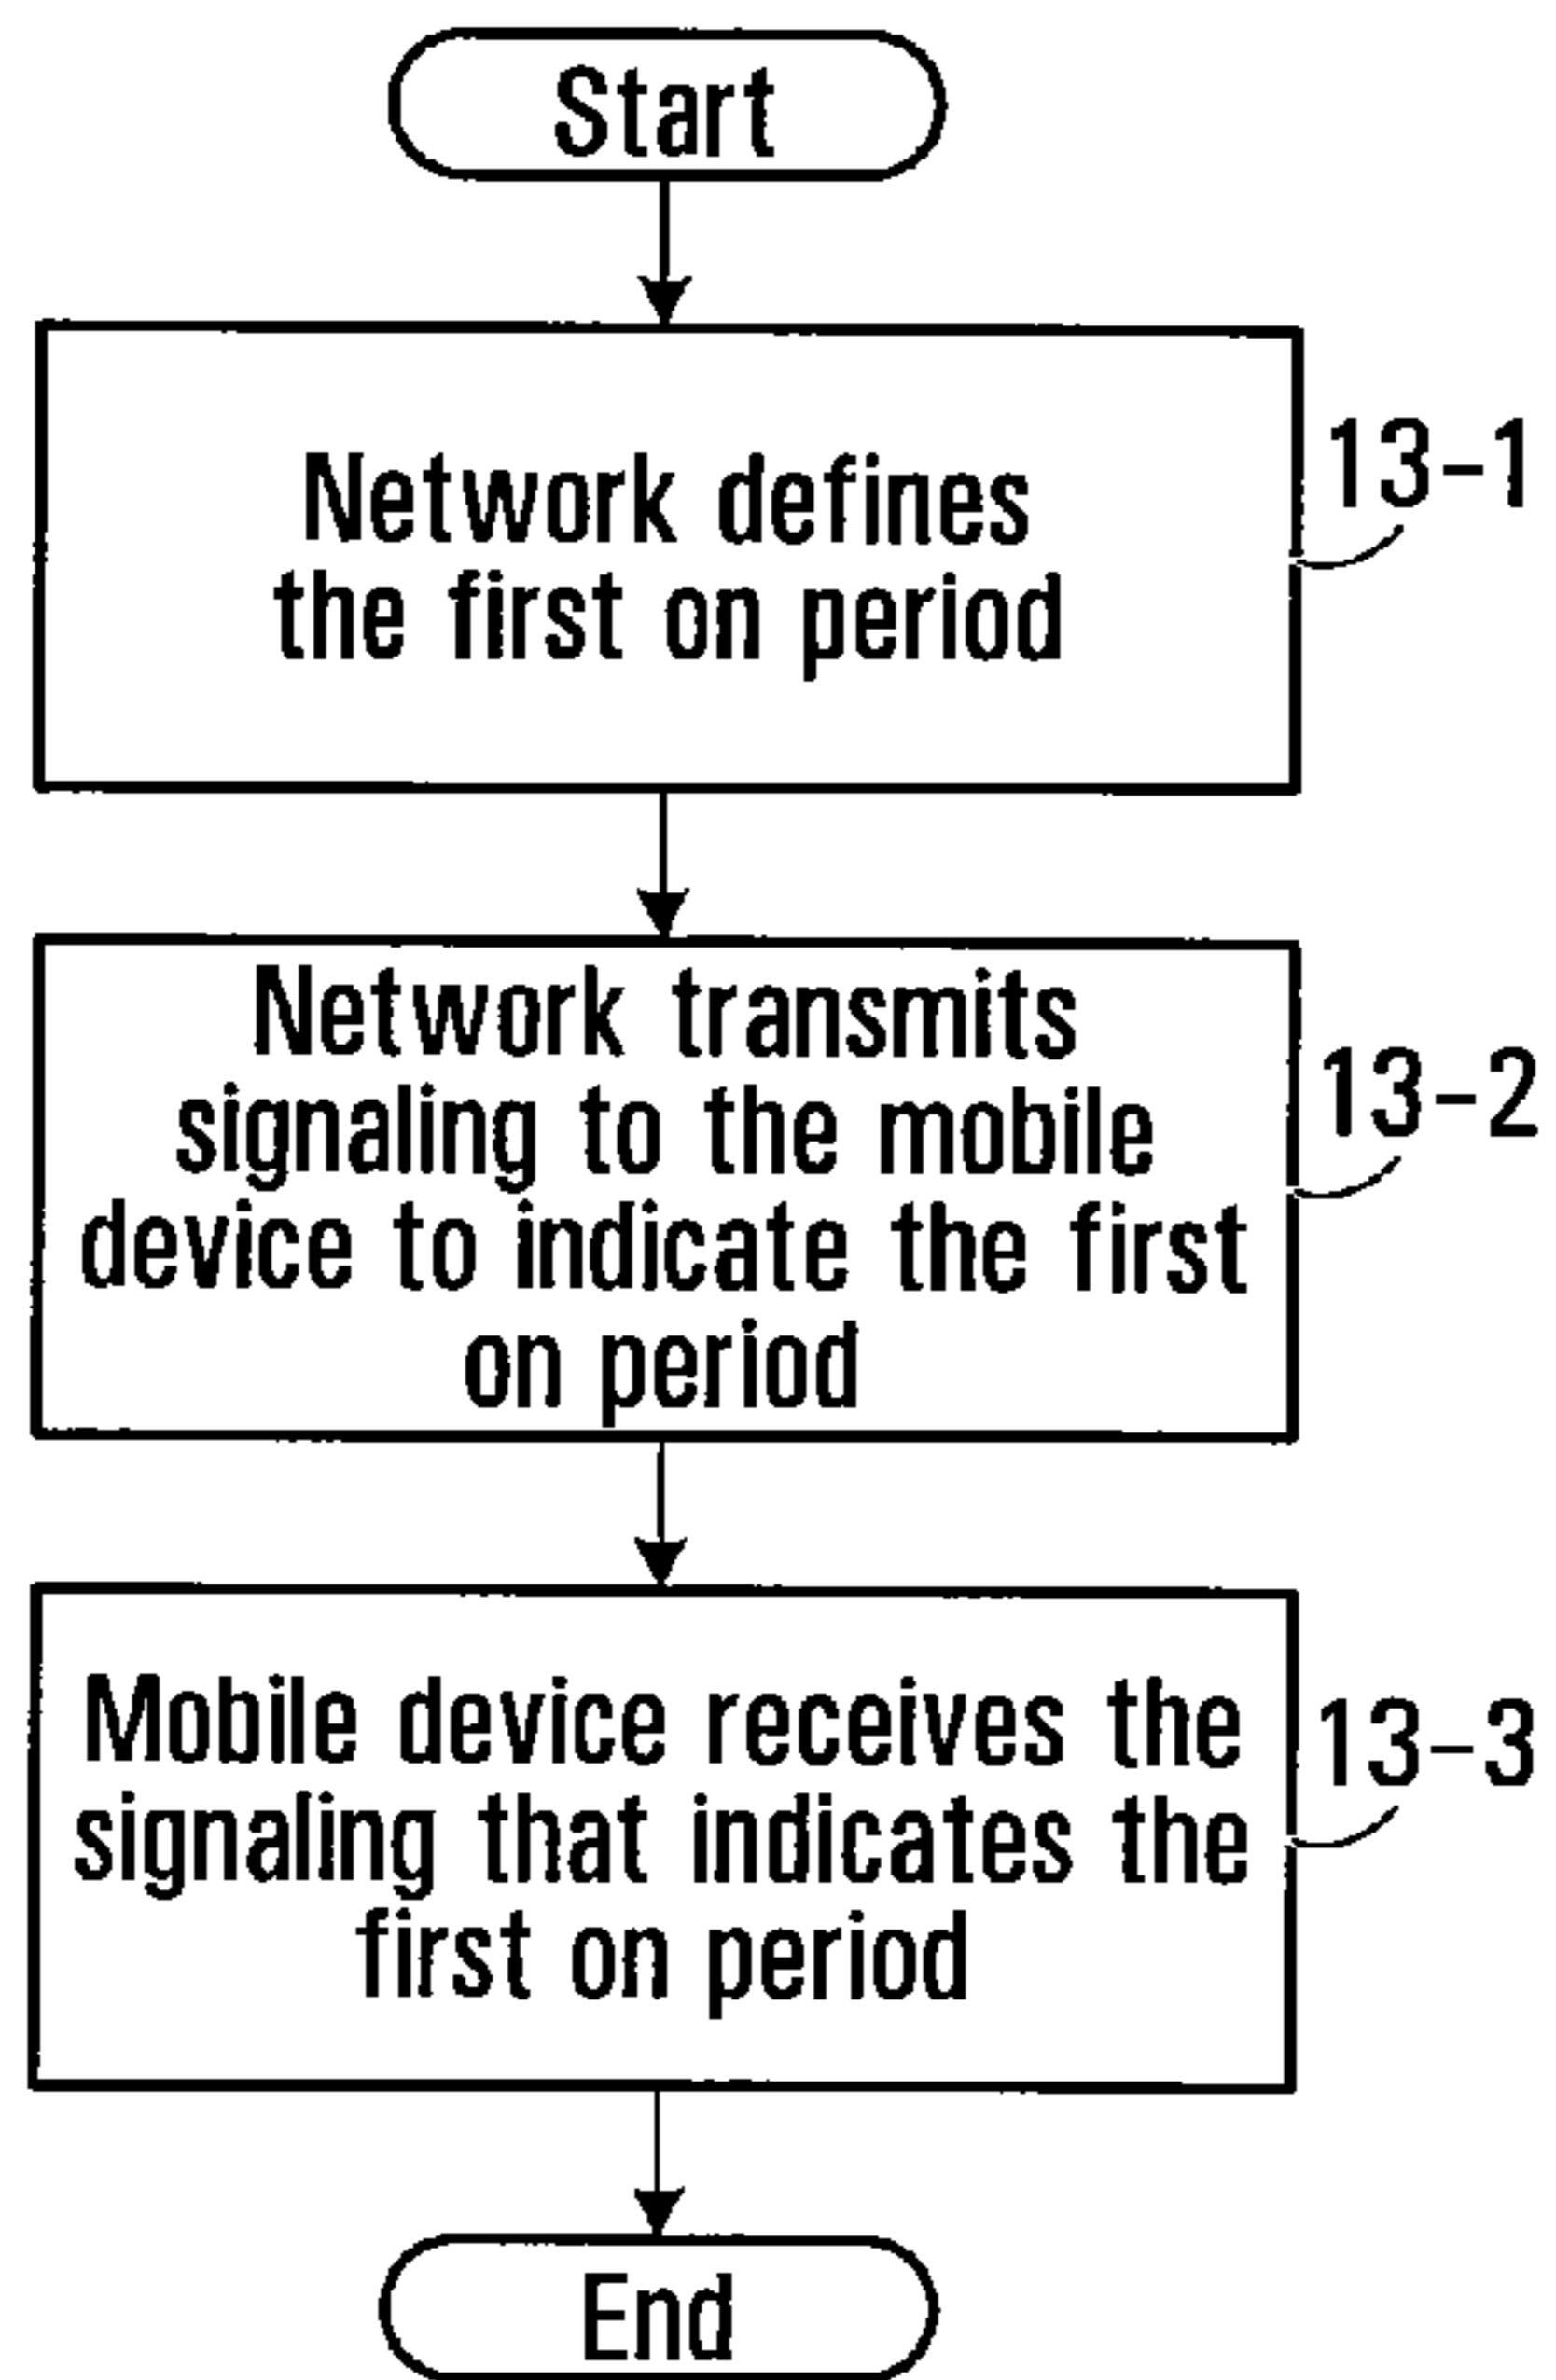 Start
Network defines
the first on period
13-1
Network transmits
signaling to the mobile
device to indicate the first
on period
13-2
Mobile device receives the
signaling that indicates the
first on period
13-3
End